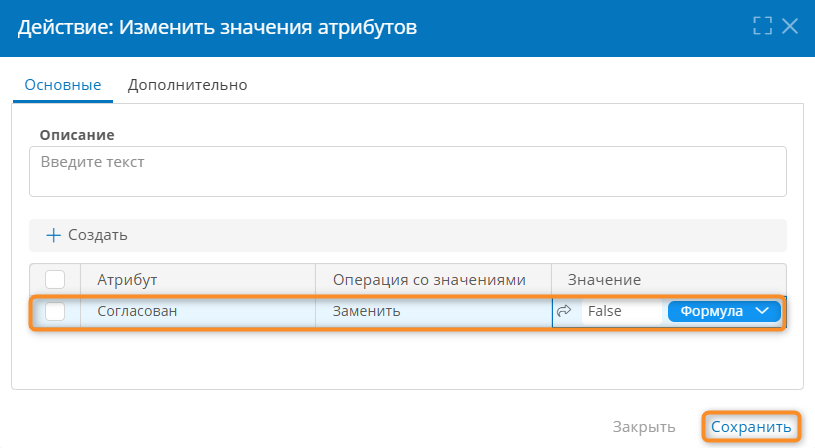 Действие: Изменить значения атрибутов
Основные Дополнительно
Описание
Введите текст
Создать
Атрибут Операция со значениями Значение
Согласован Заменить False Формула
Закрыть Сохранить